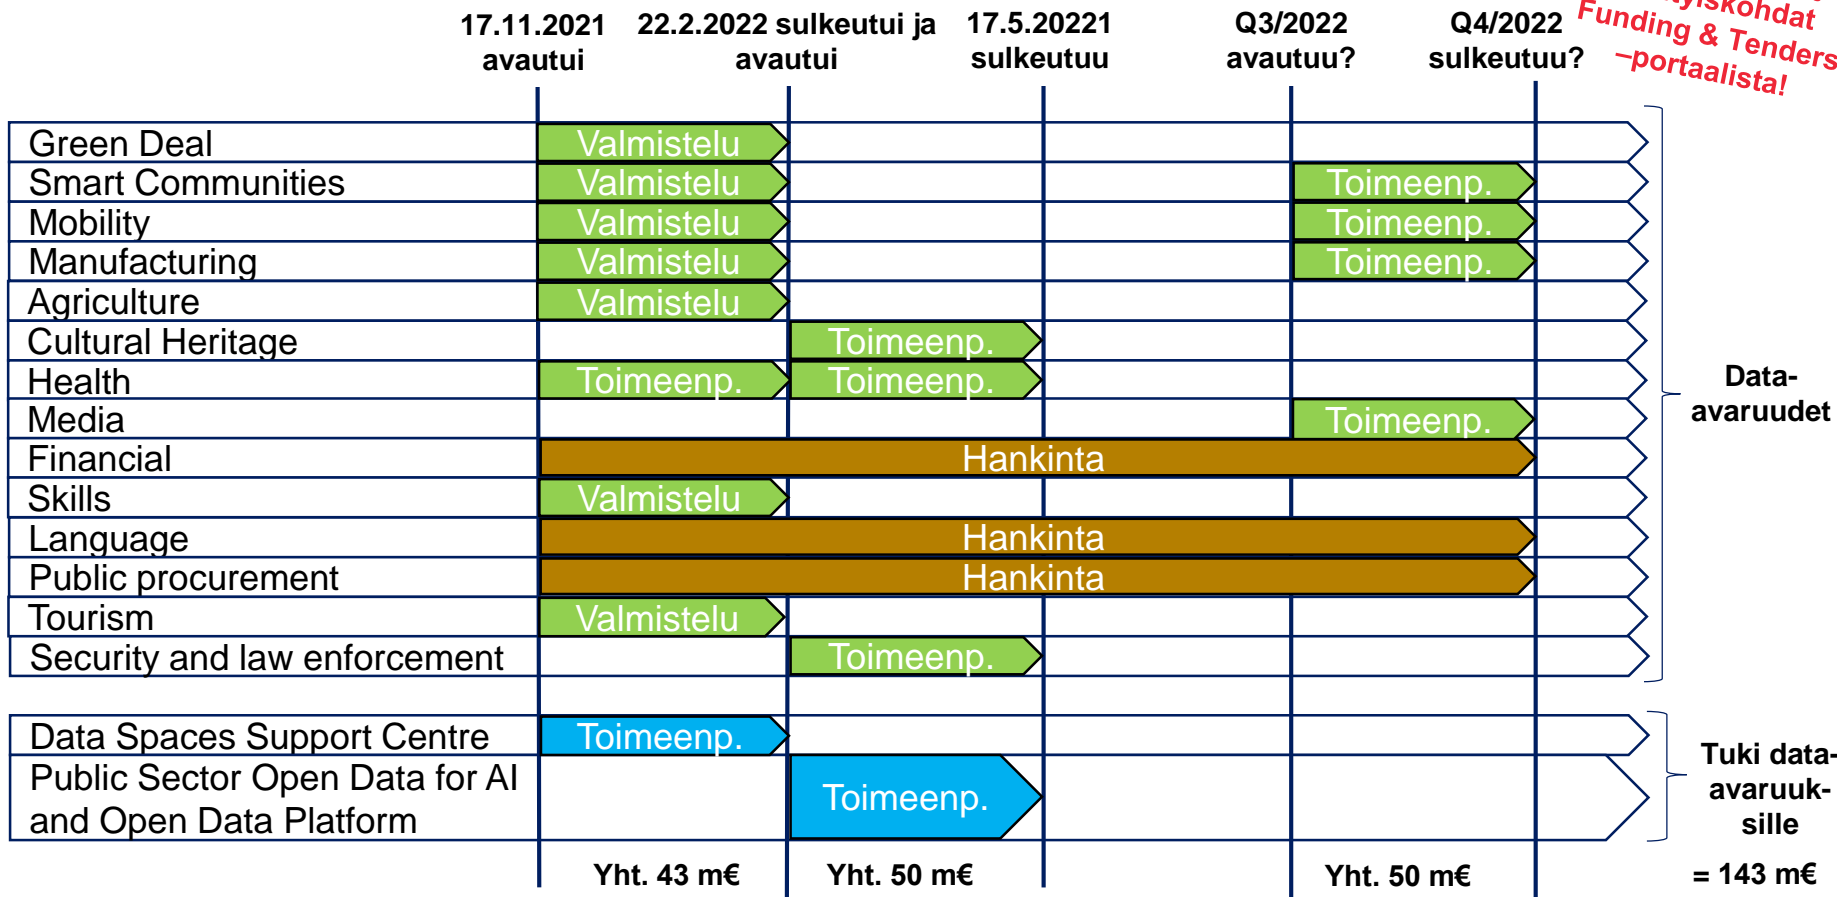 17.11.2021
avautui
22.2.2022 sulkeutui ja
avautui
17.5.20221
sulkeutuu
Q3/2022
avautuu?
Q4/2022
sulkeutuu?
Funding & Tenders
–portaalista!
Green Deal
Valmistelu
Smart Communities
Valmistelu
Toimeenp.
Mobility
Valmistelu
Toimeenp.
Manufacturing
Valmistelu
Toimeenp.
Agriculture
Valmistelu
Cultural Heritage
Toimeenp.
Health
Toimeenp.
Toimeenp.
Media
Toimeenp.
Financial
Hankinta
Skills
Valmistelu
Language
Hankinta
Public procurement
Hankinta
Tourism
Valmistelu
Security and law enforcement
Toimeenp.
Data-
avaruudet
Data Spaces Support Centre
Toimeenp.
Public Sector Open Data for AI
and Open Data Platform
Toimeenp.
Tuki data-
avaruuk-
sille
Yht. 43 m€
Yht. 50 m€
Yht. 50 m€
= 143 m€